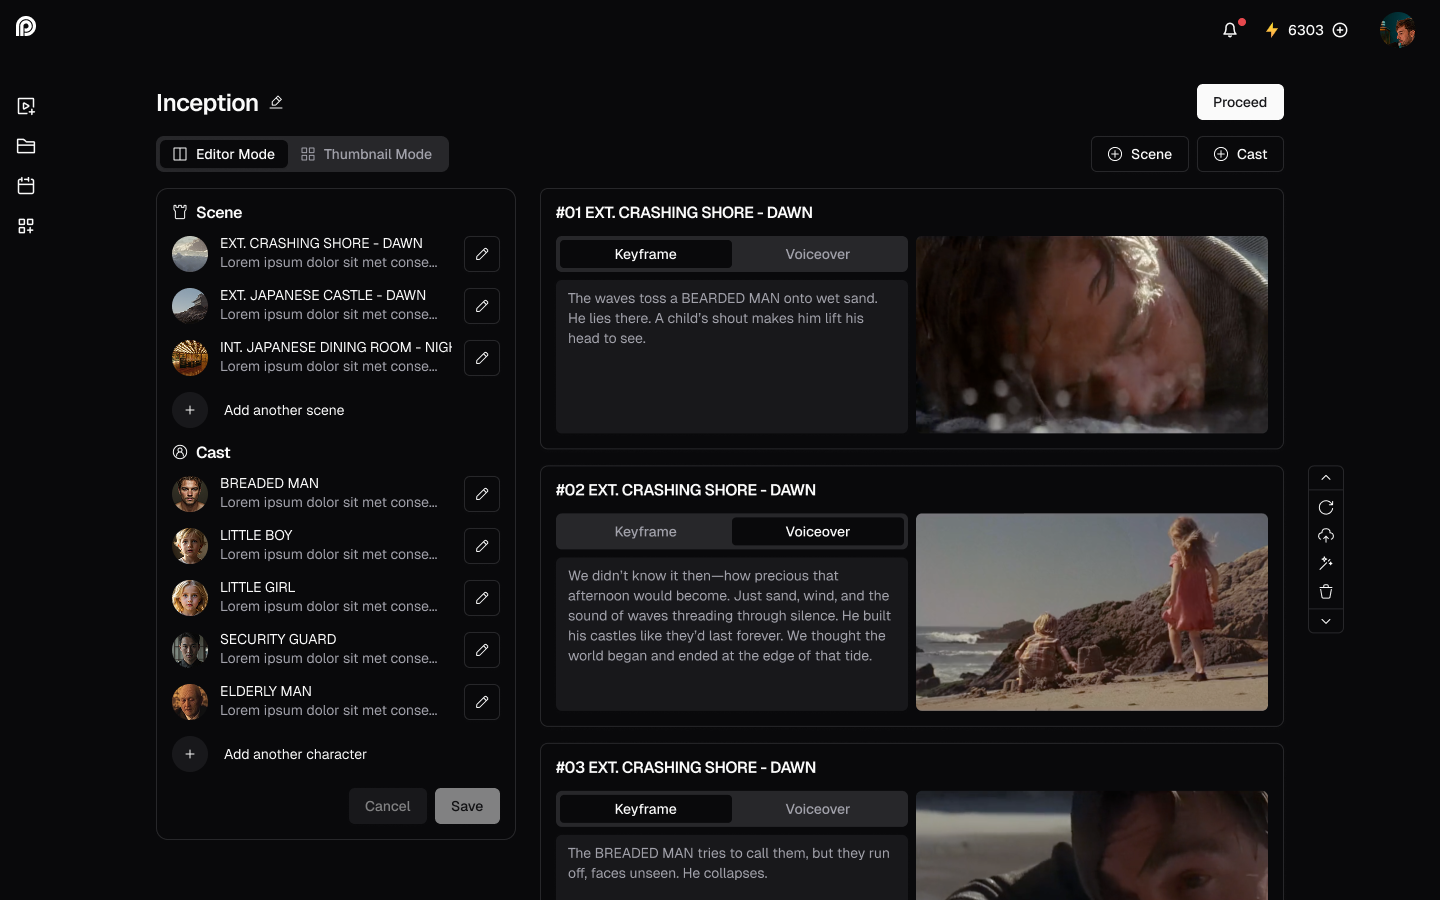 6303
Inception
Proceed
Editor Mode
Thumbnail Mode
Scene
Cast
Scene
EXT. CRASHING SHORE - DAWN
Lorem ipsum dolor sit met conse...
EXT. JAPANESE CASTLE - DAWN
Lorem ipsum dolor sit met conse...
INT. JAPANESE DINING ROOM - NIGH
Lorem ipsum dolor sit met conse...
Add another scene
Cast
BREADED MAN
Lorem ipsum dolor sit met conse...
LITTLE BOY
Lorem ipsum dolor sit met conse...
LITTLE GIRL
Lorem ipsum dolor sit met conse...
SECURITY GUARD
Lorem ipsum dolor sit met conse...
ELDERLY MAN
Lorem ipsum dolor sit met conse...
Add another character
Cancel
Save
#01 EXT. CRASHING SHORE - DAWN
Keyframe
Voiceover
The waves toss a BEARDED MAN onto wet sand.
He lies there. A child's shout makes him lift his
head to see.
#02 EXT. CRASHING SHORE - DAWN
Keyframe
Voiceover
We didn't know it then—how precious that
afternoon would become. Just sand, wind, and the
sound of waves threading through silence. He built
his castles like they'd last forever. We thought the
world began and ended at the edge of that tide.
#03 EXT. CRASHING SHORE - DAWN
Keyframe
Voiceover
The BREADED MAN tries to call them, but they run
off, faces unseen. He collapses.